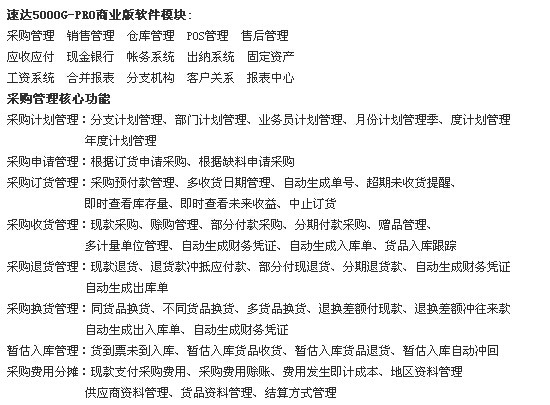 速达5000G-PRO商业版软件模块:
采购管理 销售管理 仓库管理 POS管理 售后管理
应收应付 现金银行 帐务系统 出纳系统 固定资产
工资系统 合并报表 分支机构 客户关系 报表中心
采购管理核心功能
采购计划管理：分支计划管理、部门计划管理、业务员计划管理、月份计划管理季、度计划管理
年度计划管理
采购申请管理：根据订货申请采购、根据缺料申请采购
采购订货管理：采购预付款管理、多收货日期管理、自动生成单号、超期未收货提醒、
即时查看库存量、即时查看未来收益、中止订货
采购收货管理：现款采购、赊购管理、部分付款采购、分期付款采购、赠品管理、
多计量单位管理、自动生成财务凭证、自动生成入库单、货品入库跟踪
采购退货管理：现款退货、退货款冲抵应付款、部分付现退货、分期退货款、自动生成财务凭证
自动生成出库单
采购换货管理：同货品换货、不同货品换货、多货品换货、退换差额付现款、退换差额冲往来款
自动生成出入库单、自动生成财务凭证
暂估入库管理：货到票未到入库、暂估入库货品收货、暂估入库货品退货、暂估入库自动冲回
采购费用分摊：现款支付采购费用、采购费用赊账、费用发生即计成本、地区资料管理
供应商资料管理、货品资料管理、结算方式管理